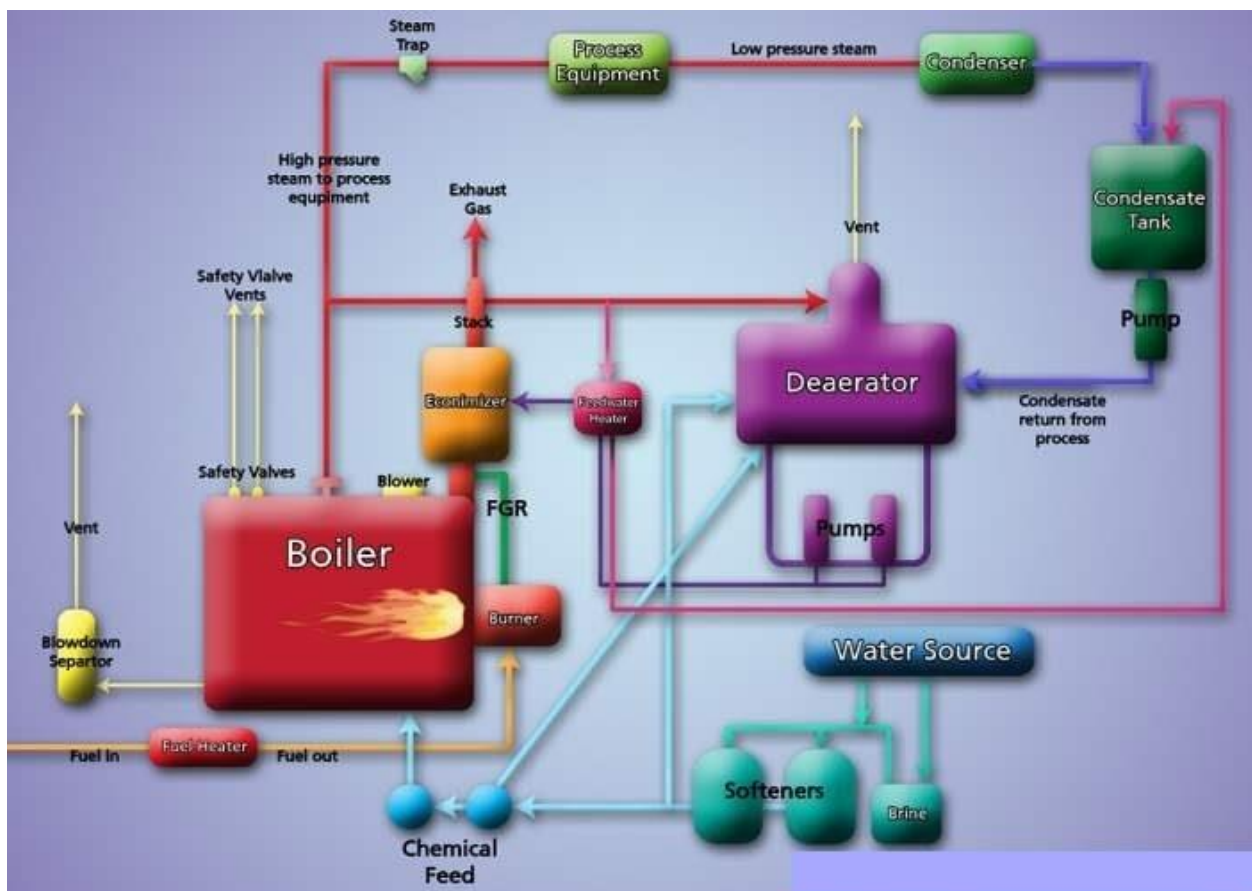 Steam
Trap
Process
Equipment
Low pressure steam
Condenser
High pressure
steam to process
equpiment
Exhaust
Gas
Condensate
Tank
Vent
Safety Vlalve
Vents
Stack
Pump
Deaerator
Econimizer
Feedwater
Heater
Condensate
return from
process
Safety Valves
Blower
FGR
Vent
Pumps
Boiler
Burner
Blowdown
Separtor
Water Source
Fuel Heater
Fuel in
Fuel out
Softeners
Brine
Chemical
Feed